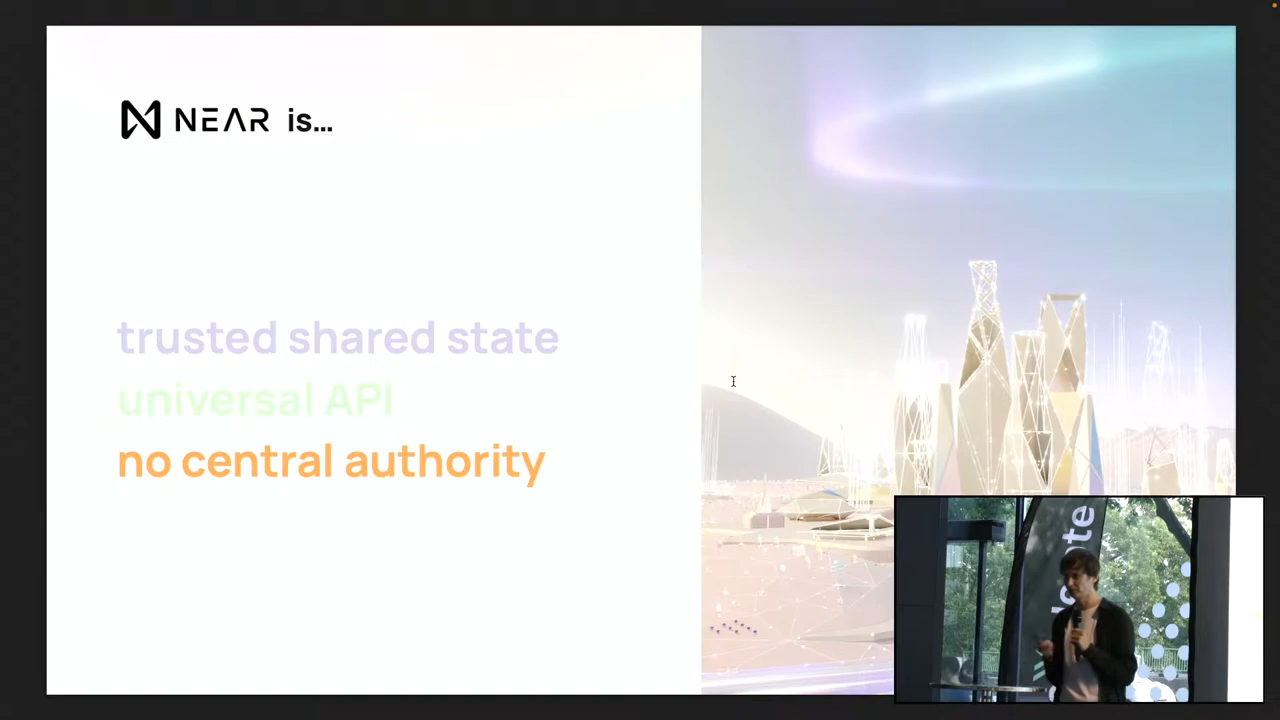 NEAR is...
trusted shared state
universal API
no central authority